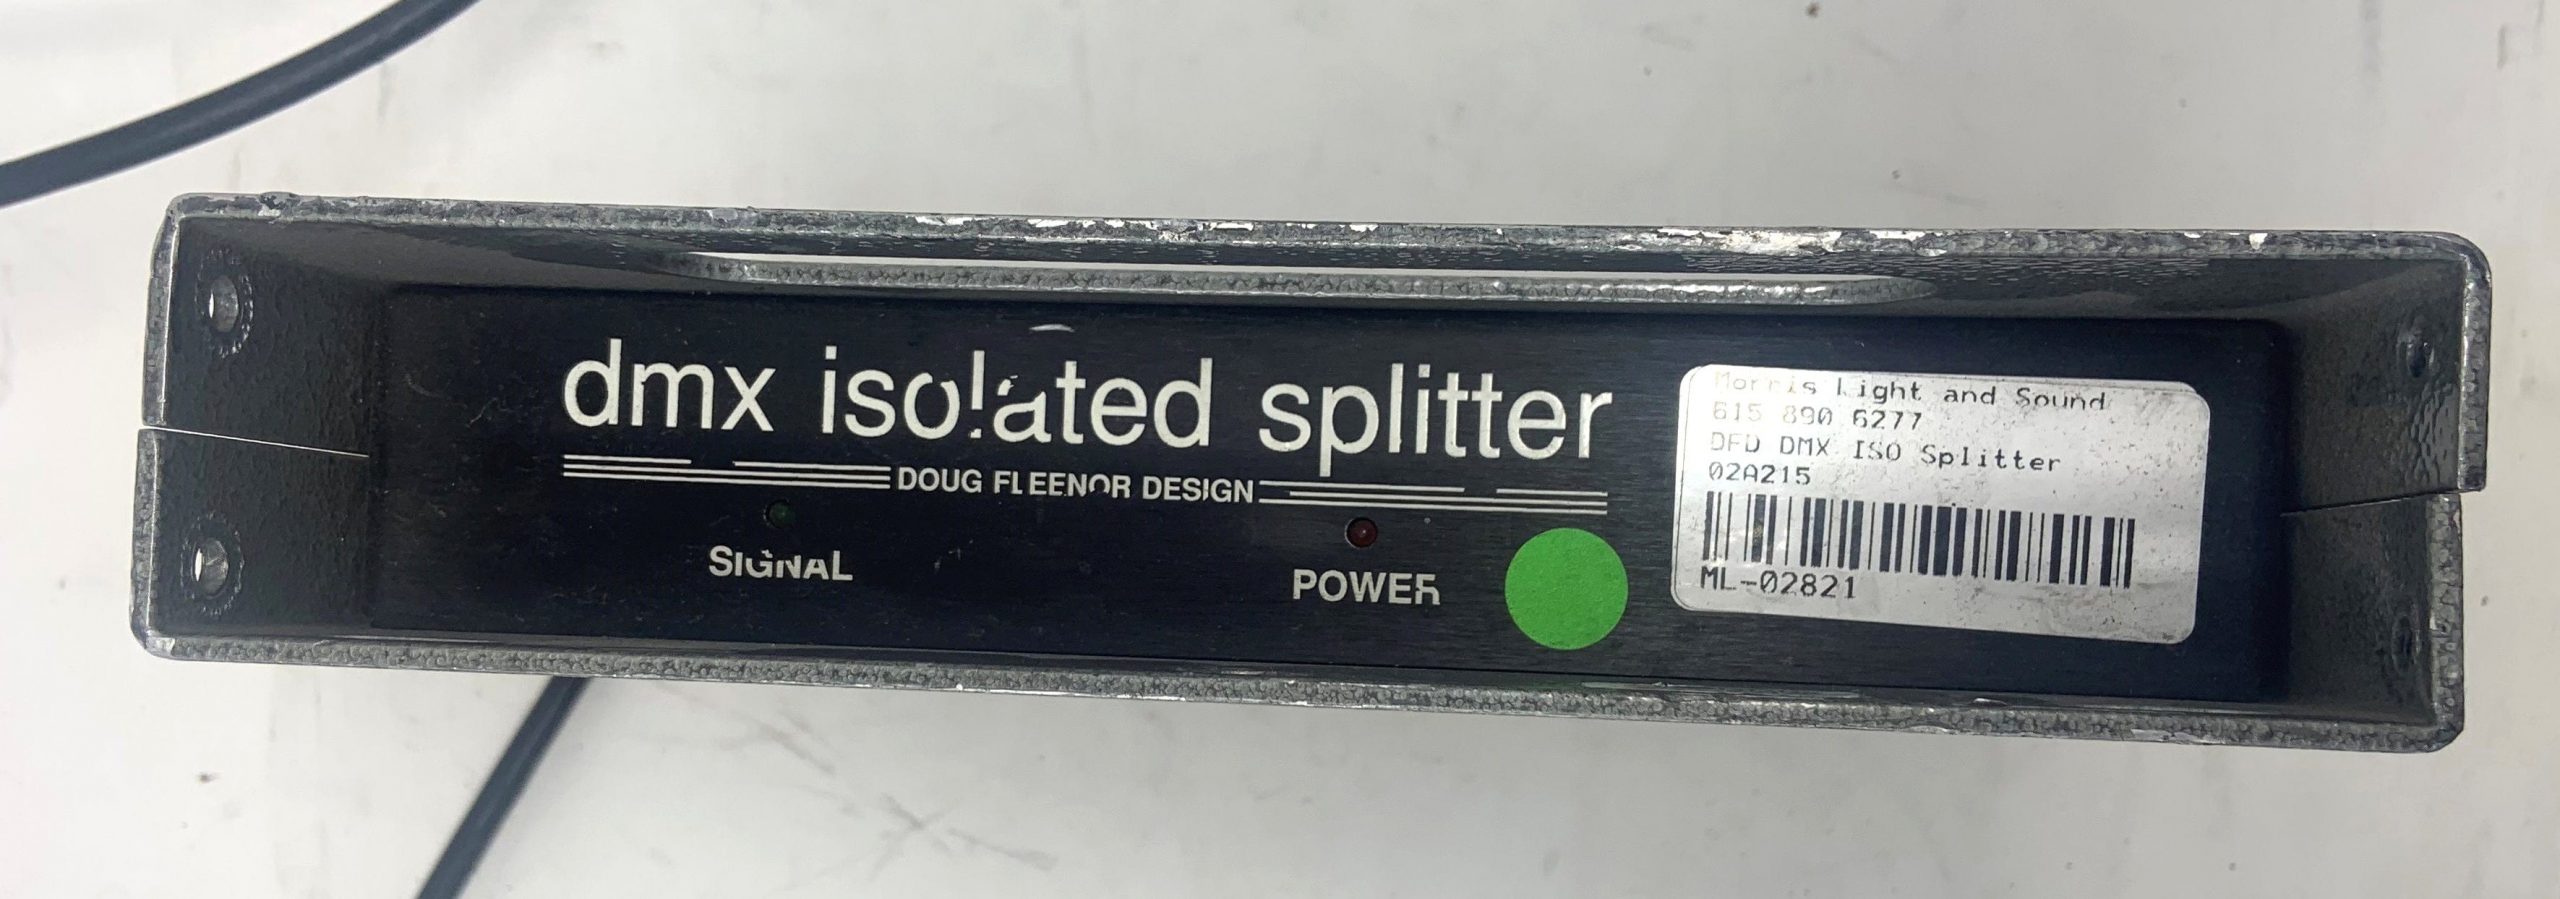 dmx isolated splitter
DOUG FLEENOR DESIGN
SIGNAL
POWER
Morris Light and Sound
615 890 6277
DFD DMX ISO Splitter
02A215
ML-02821